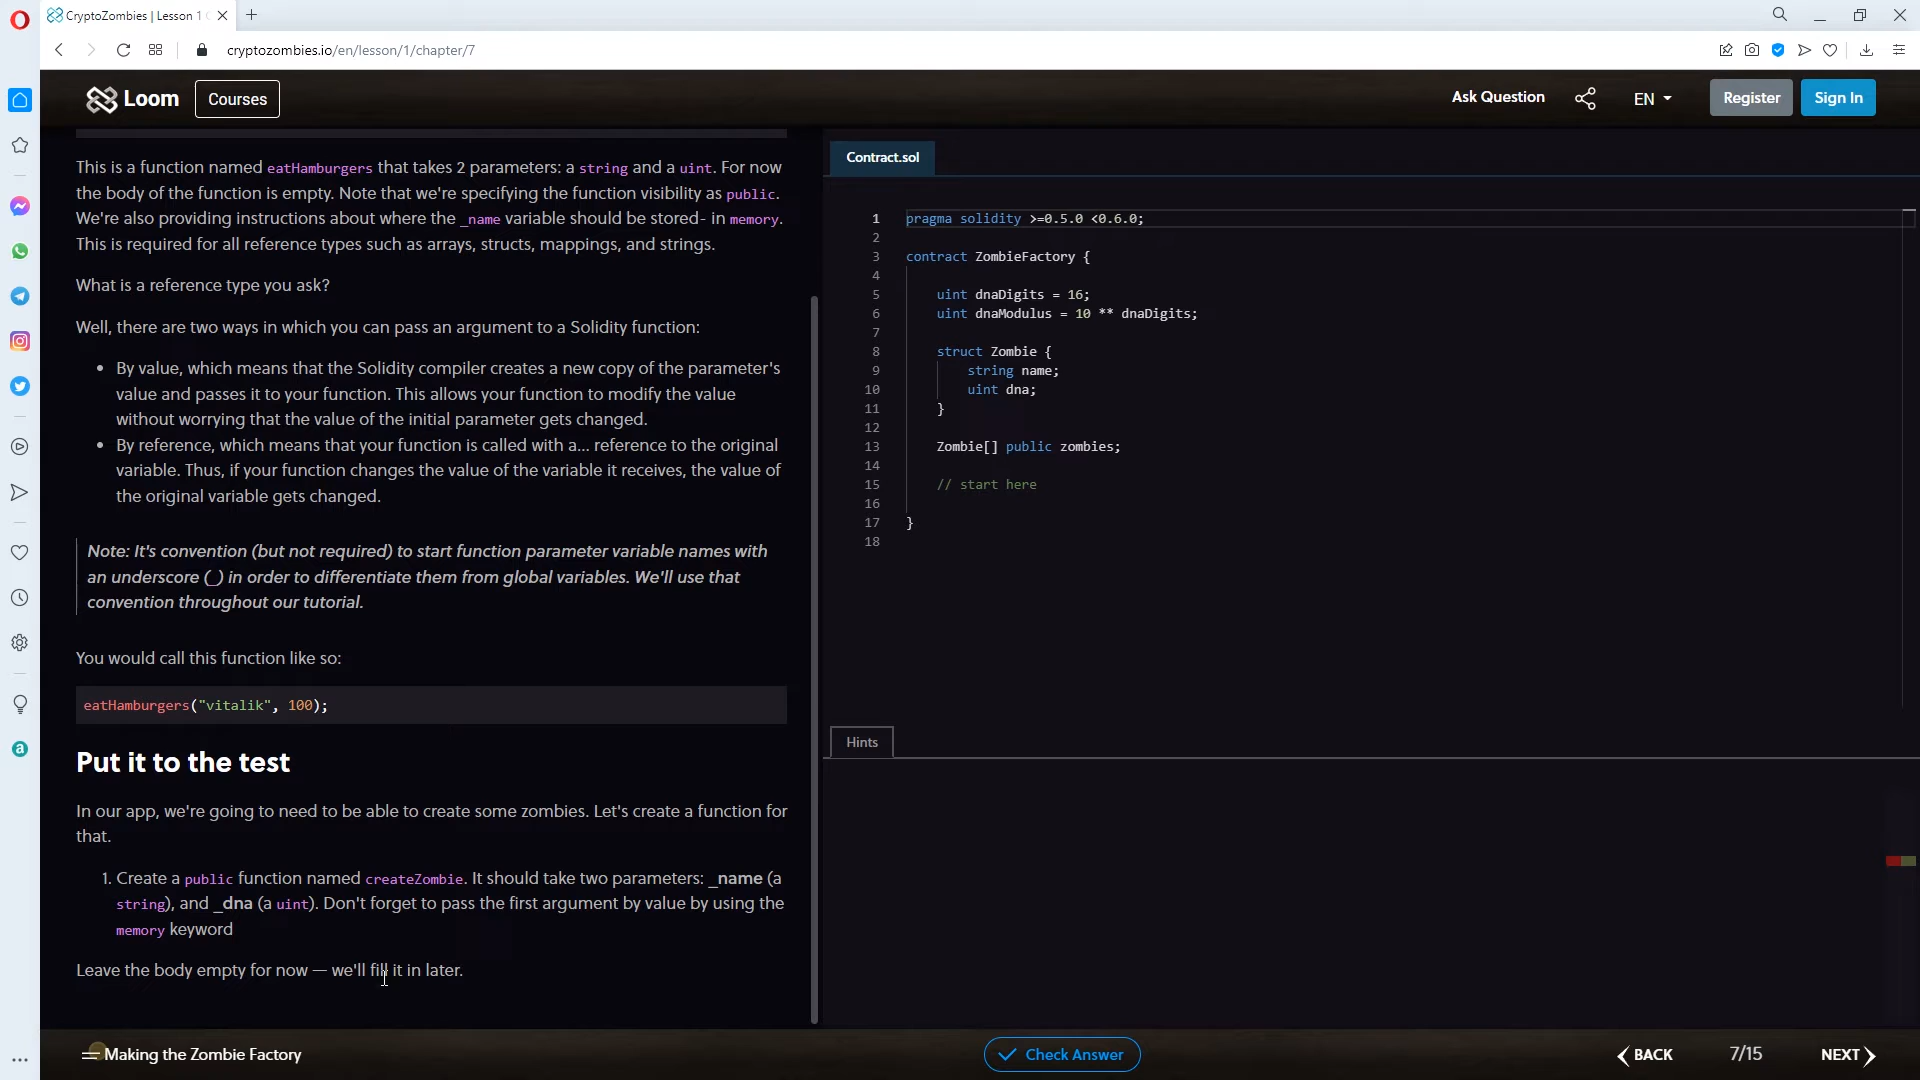 CryptoZombies | Lesson 1
cryptozombies.io/en/lesson/1/chapter/7
Loom
Courses
Ask Question
EN
Register
Sign In
This is a function named eatHamburgers that takes 2 parameters: a string and a uint. For now
the body of the function is empty. Note that we're specifying the function visibility as public.
We're also providing instructions about where the _name variable should be stored- in memory.
This is required for all reference types such as arrays, structs, mappings, and strings.
What is a reference type you ask?
Well, there are two ways in which you can pass an argument to a Solidity function:
• By value, which means that the Solidity compiler creates a new copy of the parameter's
value and passes it to your function. This allows your function to modify the value
without worrying that the value of the initial parameter gets changed.
• By reference, which means that your function is called with a... reference to the original
variable. Thus, if your function changes the value of the variable it receives, the value of
the original variable gets changed.
Note: It's convention (but not required) to start function parameter variable names with
an underscore (_) in order to differentiate them from global variables. We'll use that
convention throughout our tutorial.
You would call this function like so:
eatHamburgers("vitalik", 100);
Put it to the test
In our app, we're going to need to be able to create some zombies. Let's create a function for
that.
1. Create a public function named createZombie. It should take two parameters: _name (a
string), and _dna (a uint). Don't forget to pass the first argument by value by using the
memory keyword
Leave the body empty for now — we'll fill it in later.
Contract.sol
1 pragma solidity >=0.5.0 <0.6.0;
2
3 contract ZombieFactory {
4
5 uint dnaDigits = 16;
6 uint dnaModulus = 10 ** dnaDigits;
7
8 struct Zombie {
9 string name;
10 uint dna;
11 }
12
13 Zombie[] public zombies;
14
15 // start here
16
17 }
18
Hints
Making the Zombie Factory
Check Answer
BACK
7/15
NEXT